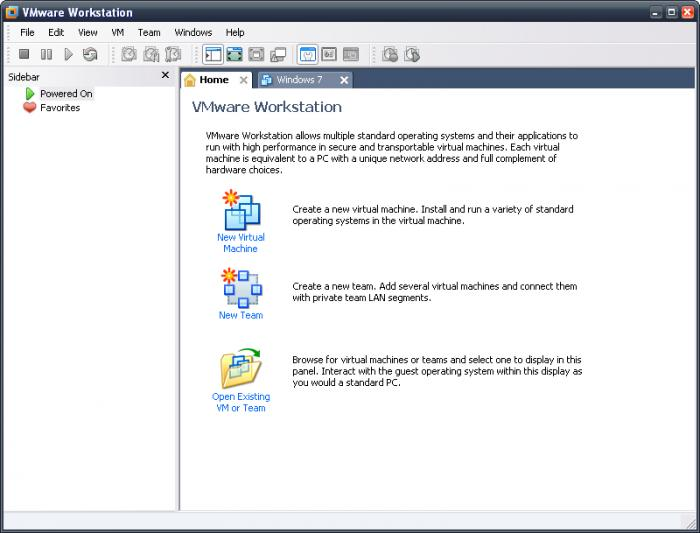 VMware Workstation
File Edit View VM Team Windows Help
Sidebar
Powered On
Favorites
Home
Windows 7
VMware Workstation
VMware Workstation allows multiple standard operating systems and their applications to
run with high performance in secure and transportable virtual machines. Each virtual
machine is equivalent to a PC with a unique network address and full complement of
hardware choices.
New Virtual
Machine
Create a new virtual machine. Install and run a variety of standard
operating systems in the virtual machine.
New Team
Create a new team. Add several virtual machines and connect them
with private team LAN segments.
Open Existing
VM or Team
Browse for virtual machines or teams and select one to display in this
panel. Interact with the guest operating system within this display as
you would a standard PC.